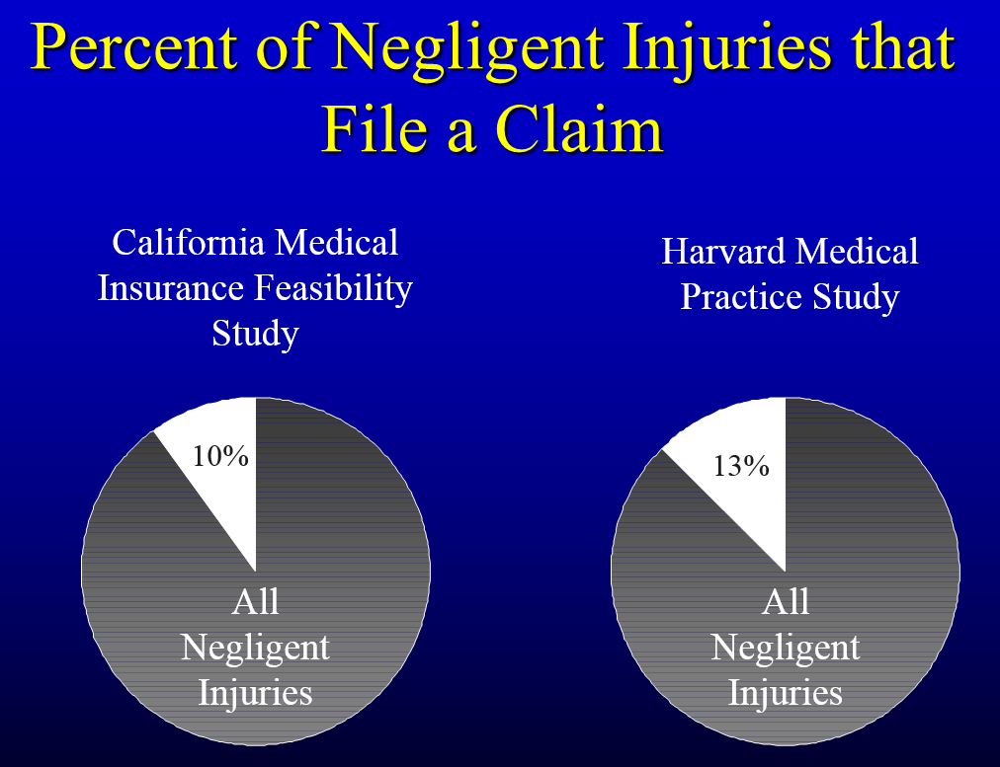 Percent of Negligent Injuries that
File a Claim
California Medical
Insurance Feasibility
Study
10%
All
Negligent
Injuries
Harvard Medical
Practice Study
13%
All
Negligent
Injuries